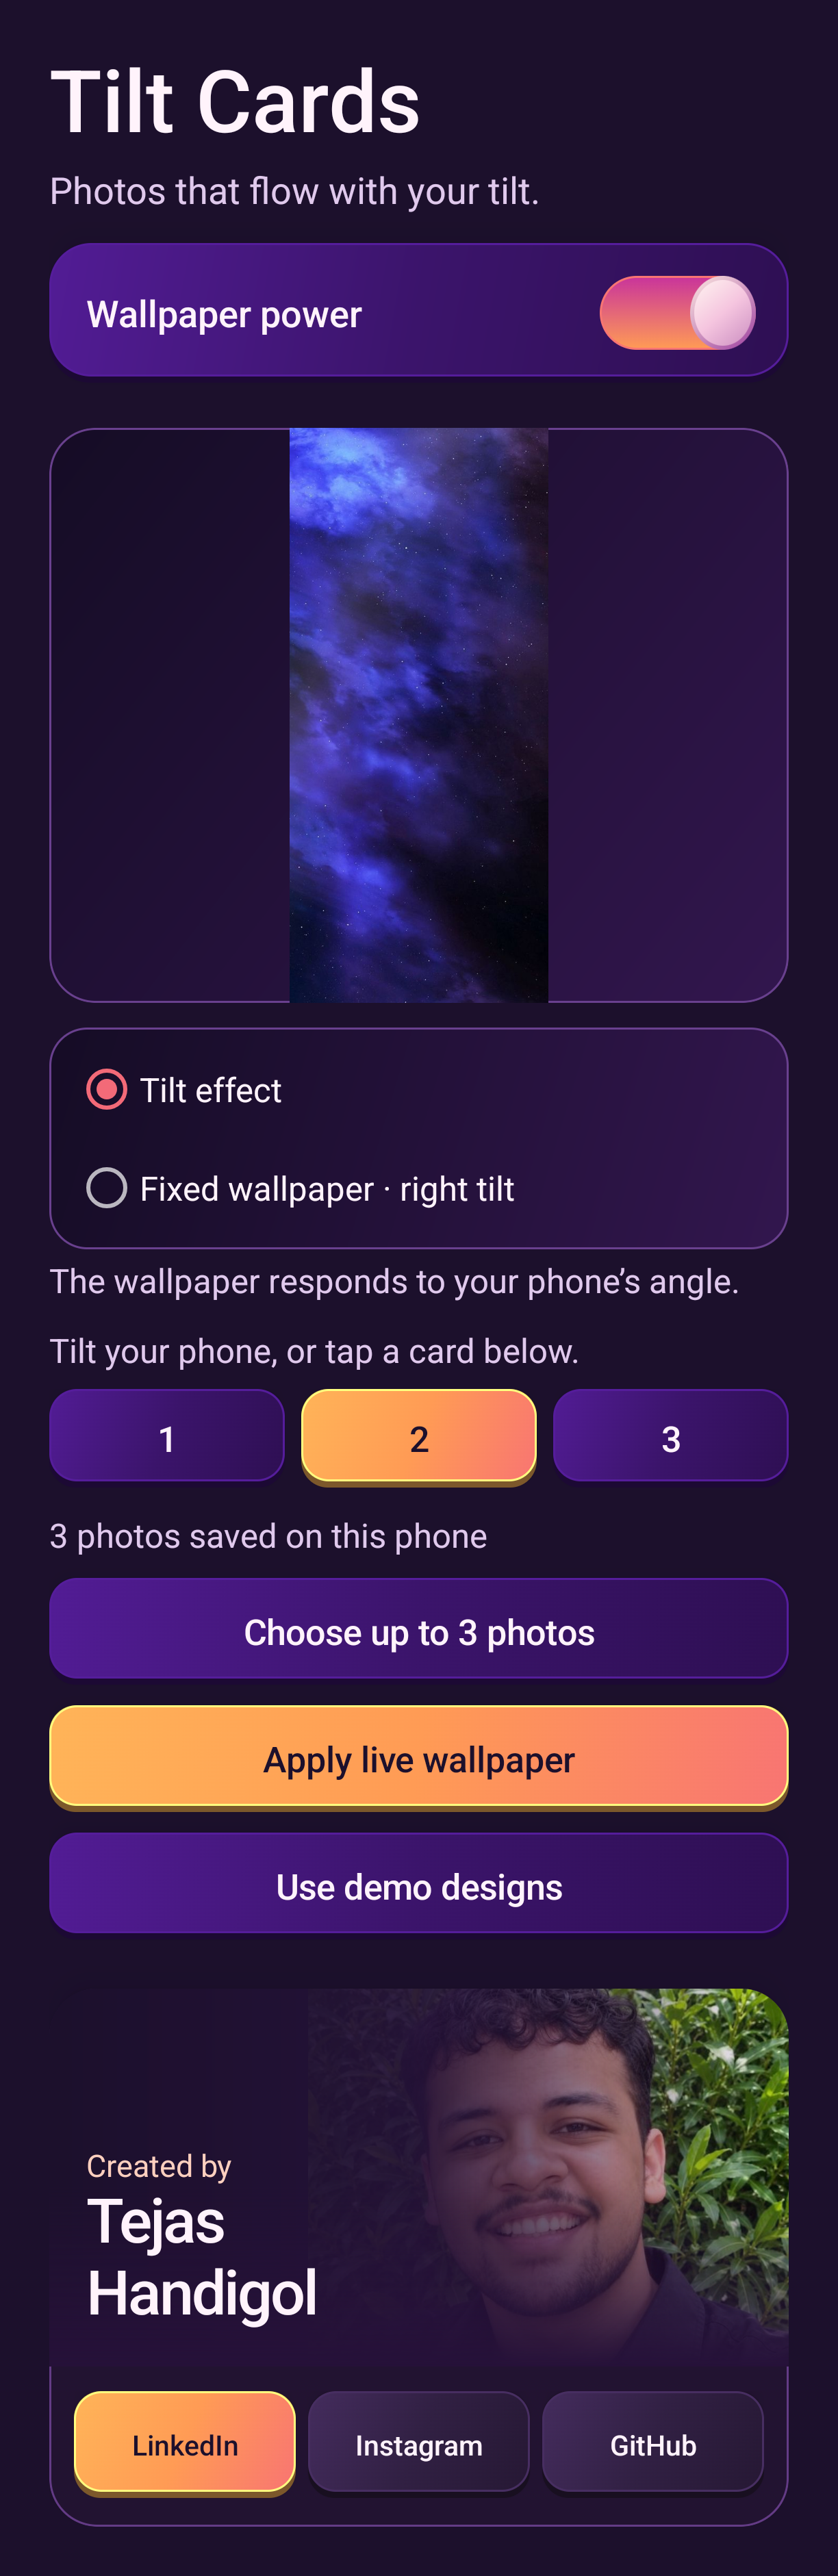 Tilt Cards
Photos that flow with your tilt.
Wallpaper power
Tilt effect
Fixed wallpaper · right tilt
The wallpaper responds to your phone’s angle.
Tilt your phone, or tap a card below.
1
2
3
3 photos saved on this phone
Choose up to 3 photos
Apply live wallpaper
Use demo designs
Created by
Tejas
Handigol
LinkedIn
Instagram
GitHub